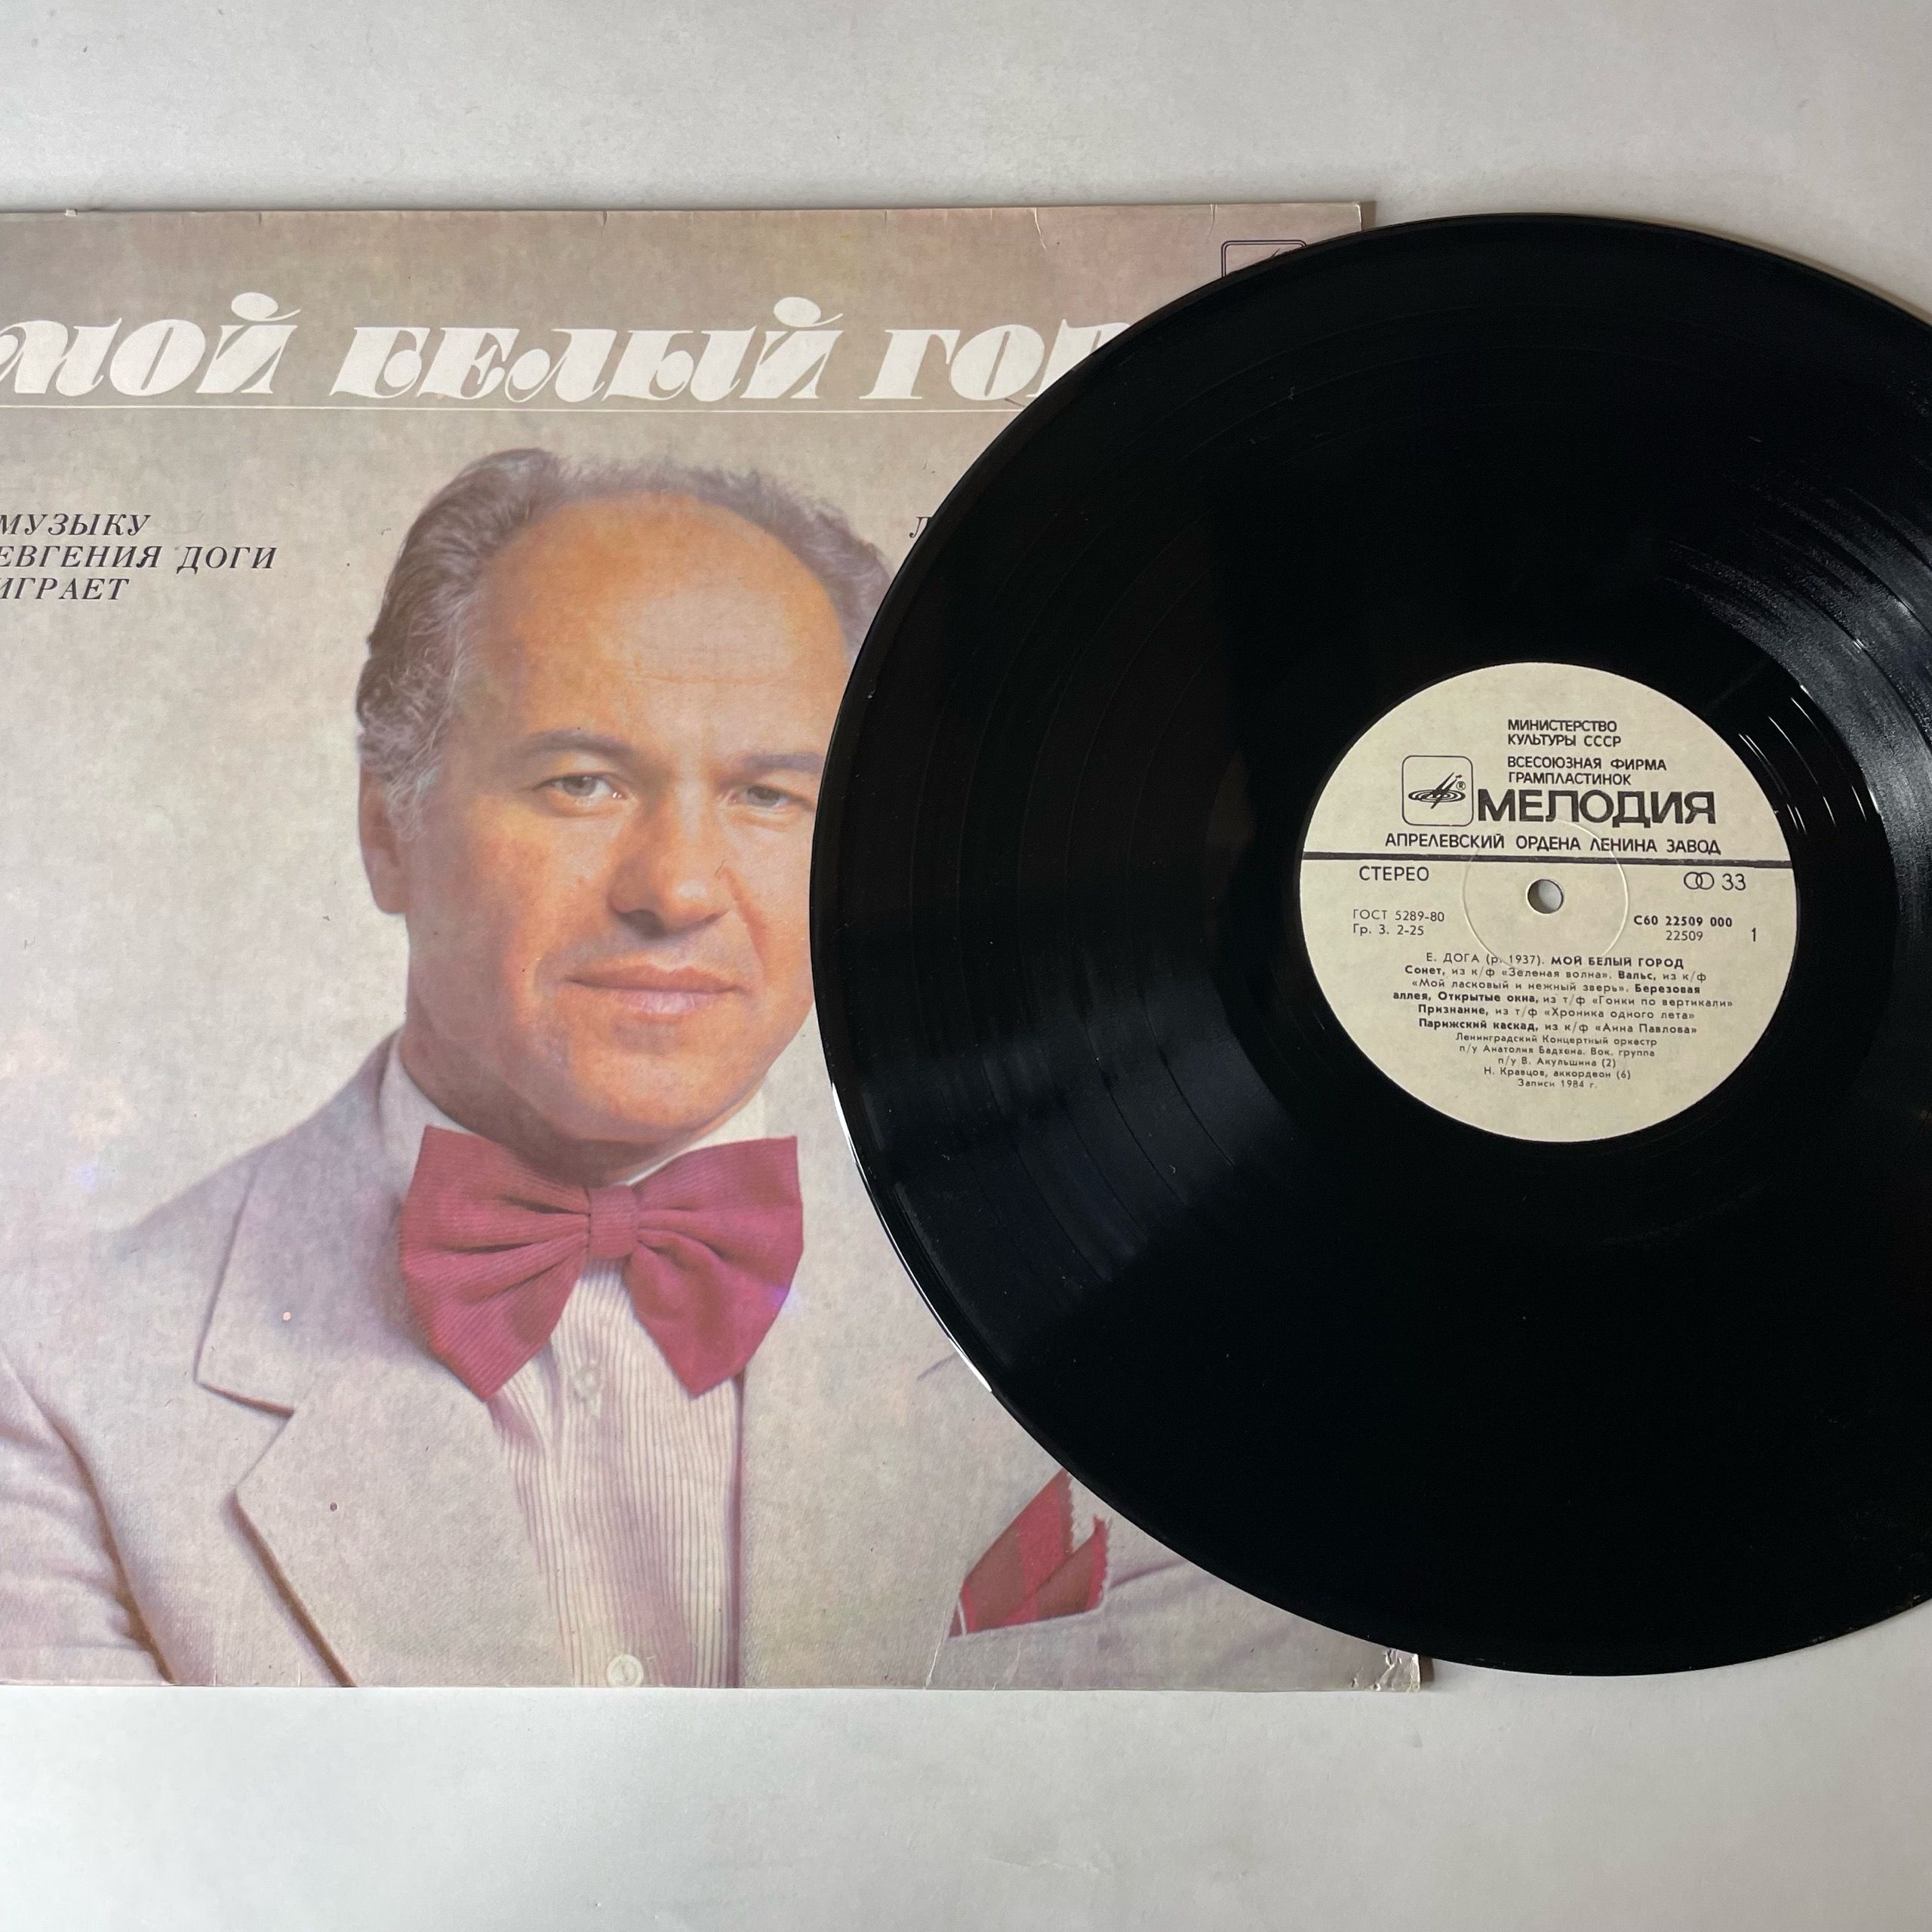 МОЙ БЕЛЫЙ ГОР
МУЗЫКУ
ЕВГЕНИЯ ДОГИ
ИГРАЕТ
МИНИСТЕРСТВО
КУЛЬТУРЫ СССР
ВСЕСОЮЗНАЯ ФИРМА
ГРАМПЛАСТИНОК
МЕЛОДИЯ
АПРЕЛЕВСКИЙ ОРДЕНА ЛЕНИНА ЗАВОД
СТЕРЕО 33
ГОСТ 5289-80 С60 22509 000
Гр. 3. 2-25 22509 1
Е. ДОГА (р. 1937). МОЙ БЕЛЫЙ ГОРОД
Сонет, из к/ф «Зеленая волна». Вальс, из к/ф
«Мой ласковый и нежный зверь». Березовая
аллея, Открытые окна, из т/ф «Гонки по вертикали»
Признание, из т/ф «Хроника одного лета»
Парижский каскад, из к/ф «Анна Павлова»
Ленинградский Концертный оркестр
п/у Анатолия Бадхена. Вок. группа
п/у В. Акульшина (2)
Н. Кравцов, аккордеон (6)
Записи 1984 г.